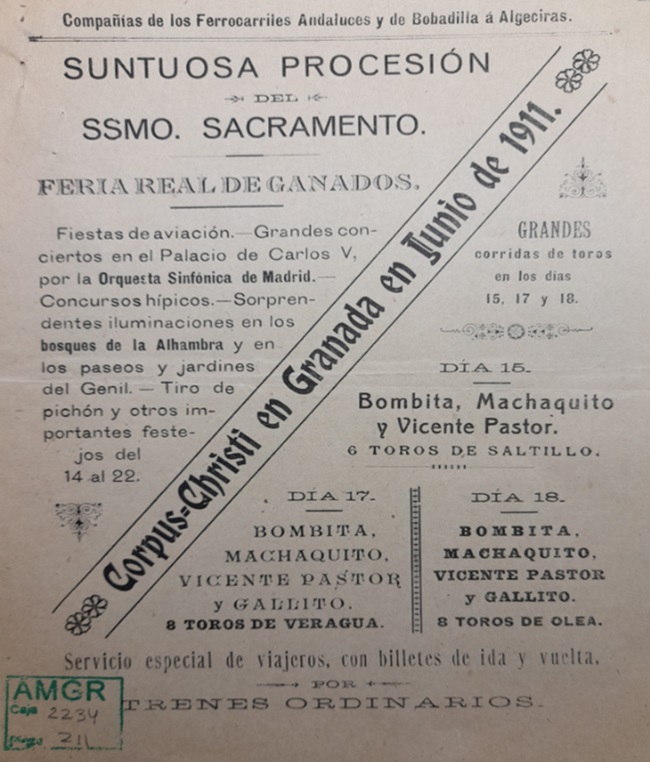 Compañías de los Ferrocarriles Andaluces y de Bobadilla á Algeciras.
SUNTUOSA PROCESIÓN
DEL
SSMO. SACRAMENTO.
FERIA REAL DE GANADOS.
Fiestas de aviación.—Grandes con-
ciertos en el Palacio de Carlos V,
por la Orquesta Sinfónica de Madrid.—
Concursos hípicos.—Sorpren-
dentes iluminaciones en los
bosques de la Alhambra y en
los paseos y jardines
del Genil.—Tiro de
pichón y otros im-
portantes feste-
jos del
14 al 22.
Corpus=Christi en Granada en Junio de 1911.
GRANDES
corridas de toros
en los días
15, 17 y 18.
DÍA 15.
Bombita, Machaquito
y Vicente Pastor.
6 TOROS DE SALTILLO.
DÍA 17.
BOMBITA,
MACHAQUITO,
VICENTE PASTOR
y GALLITO.
8 TOROS DE VERAGUA.
DÍA 18.
BOMBITA,
MACHAQUITO,
VICENTE PASTOR
y GALLITO.
8 TOROS DE OLEA.
Servicio especial de viajeros, con billetes de ida y vuelta,
POR
TRENES ORDINARIOS.
AMGR
Caja 2234
211